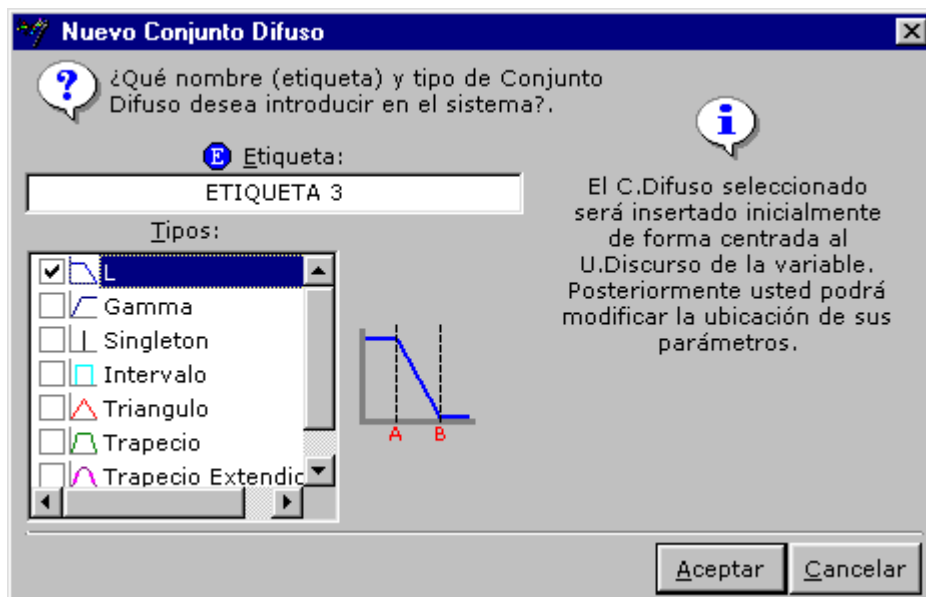 Nuevo Conjunto Difuso
¿Qué nombre (etiqueta) y tipo de Conjunto
Difuso desea introducir en el sistema?.
E Etiqueta:
ETIQUETA 3
Tipos:
L
Gamma
Singleton
Intervalo
Triangulo
Trapecio
Trapecio Extendic
A B
El C.Difuso seleccionado
será insertado inicialmente
de forma centrada al
U.Discurso de la variable.
Posteriormente usted podrá
modificar la ubicación de sus
parámetros.
Aceptar
Cancelar